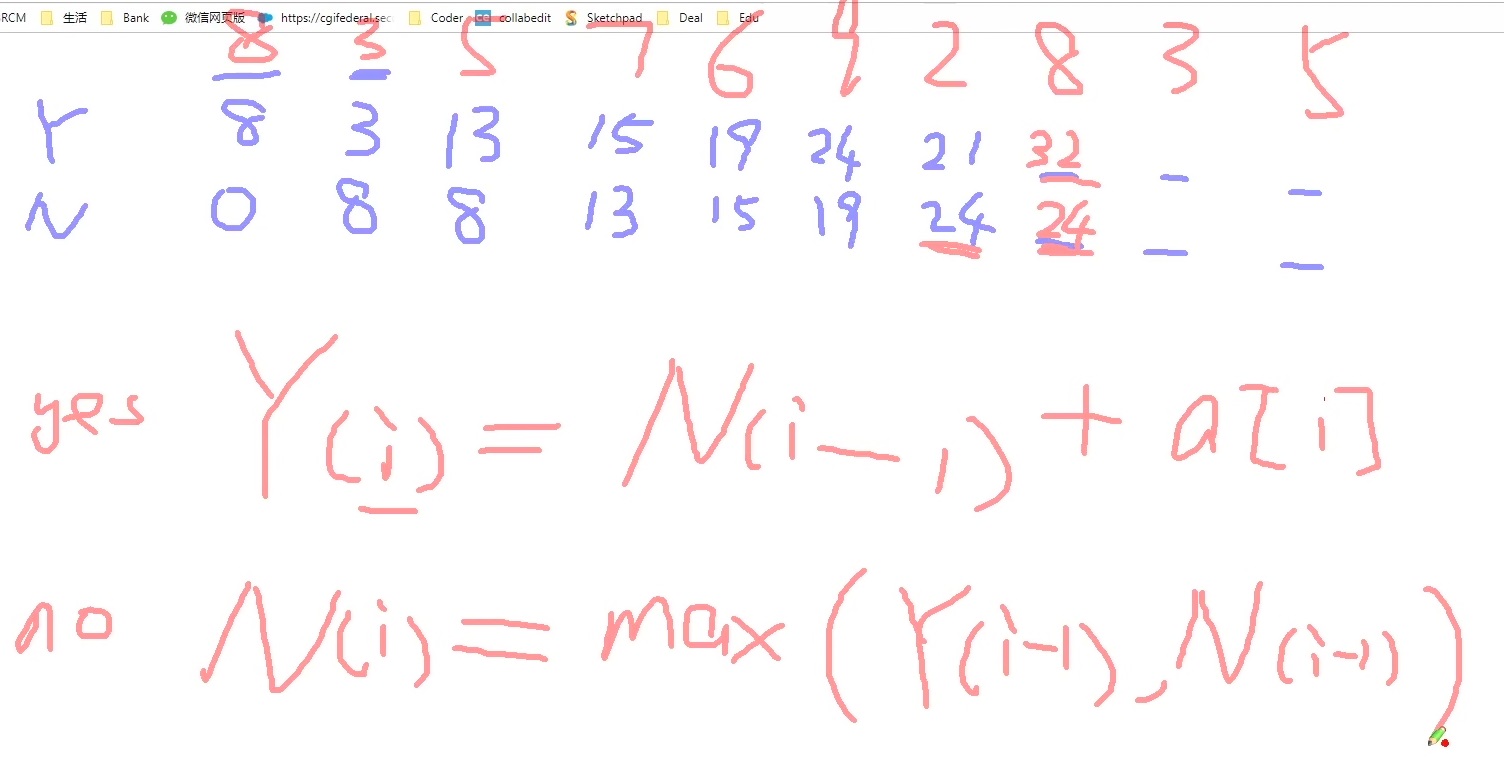 RCM 生活 Bank 微信网页版 https://cgifederal.sec Coder collabedit Sketchpad Deal Edu
8 3 5 7 6 4 2 8 3 5
Y 8 3 13 15 19 24 21 32 – –
N 0 8 8 13 15 19 24 24 – –
yes Y(i) = N(i-1) + a[i]
no N(i) = max(Y(i-1), N(i-1))